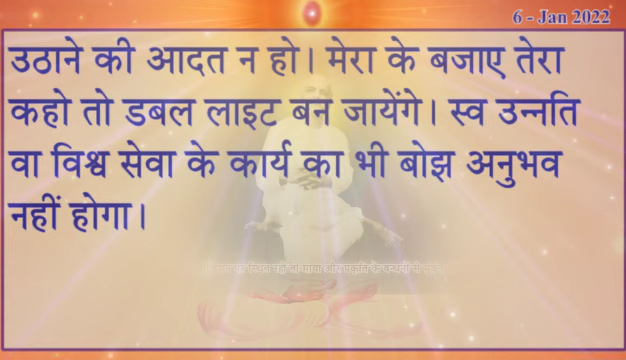 6 - Jan 2022
उठाने की आदत न हो। मेरा के बजाए तेरा
कहो तो डबल लाइट बन जायेंगे। स्व उन्नति
वा विश्व सेवा के कार्य का भी बोझ अनुभव
नहीं होगा।